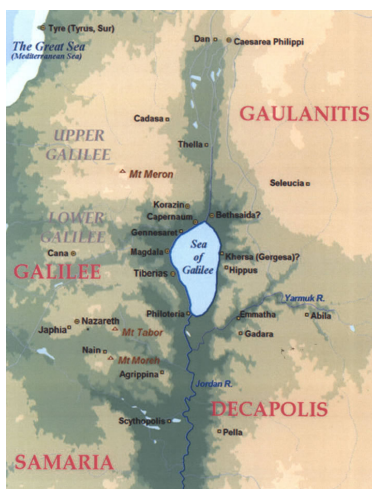 Tyre (Tyrus, Sur)
The Great Sea
(Mediterranean Sea)
Dan
Caesarea Philippi
GAULANITIS
Cadasa
UPPER
GALILEE
Thella
Mt Meron
Seleucia
Korazin
Bethsaida?
LOWER
GALILEE
Capernaum
Gennesaret
Sea
of
Galilee
Cana
Magdala
Khersa (Gergesa)?
GALILEE
Tiberias
Hippus
Yarmuk R.
Philoteria
Emmatha
Abila
Nazareth
Japhia
Mt Tabor
Gadara
Nain
Mt Moreh
Agrippina
Jordan R.
DECAPOLIS
Scythopolis
Pella
SAMARIA